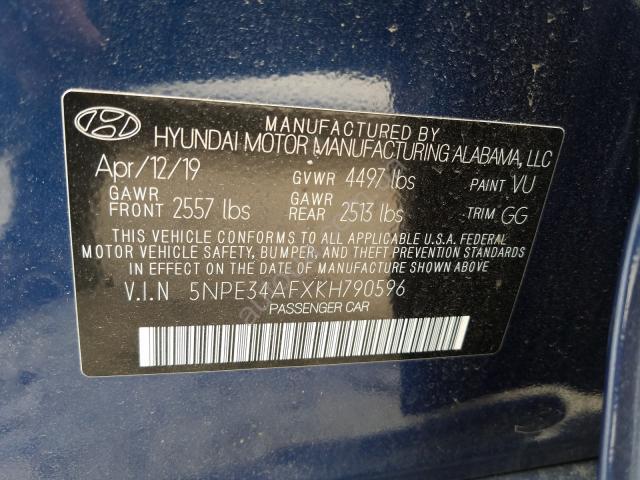 MANUFACTURED BY
HYUNDAI MOTOR MANUFACTURING ALABAMA, LLC
Apr/12/19 GVWR 4497 lbs PAINT VU
GAWR FRONT 2557 lbs GAWR REAR 2513 lbs TRIM GG
THIS VEHICLE CONFORMS TO ALL APPLICABLE U.S.A. FEDERAL
MOTOR VEHICLE SAFETY, BUMPER, AND THEFT PREVENTION STANDARDS
IN EFFECT ON THE DATE OF MANUFACTURE SHOWN ABOVE.
V.I.N 5NPE34AFXKH790596
PASSENGER CAR